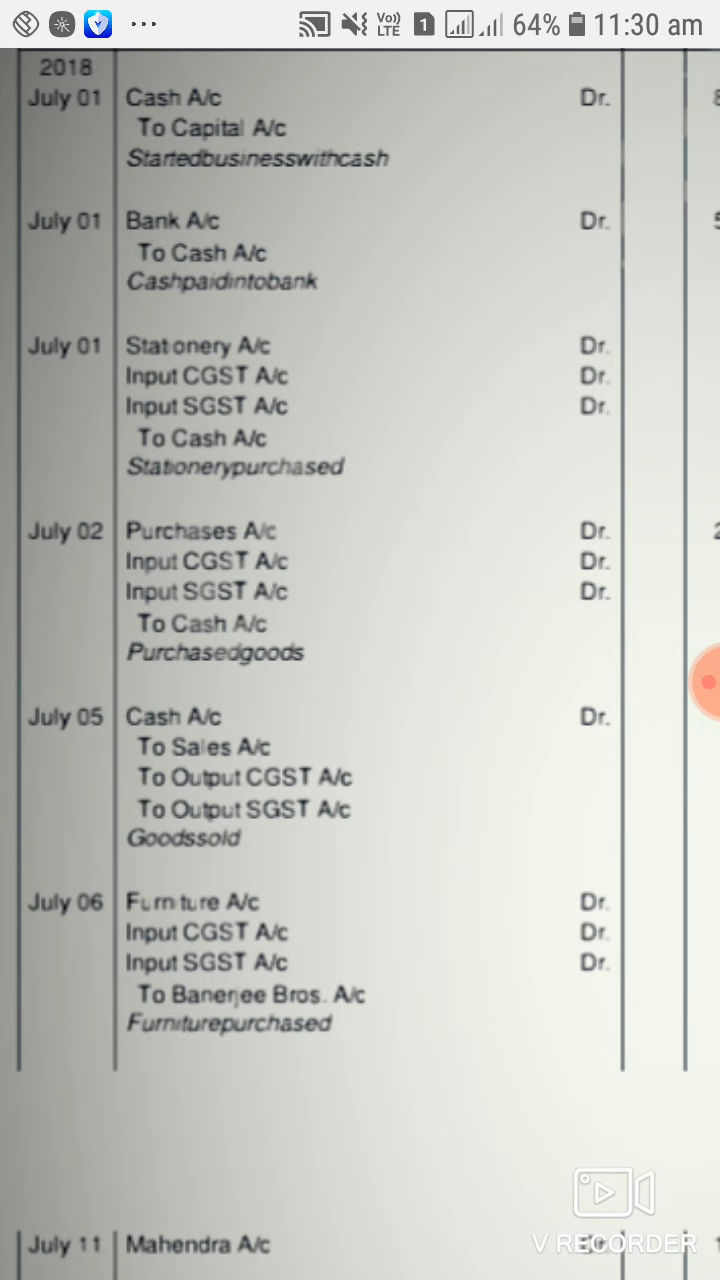 Vo)) LTE 1 64% 11:30 am
2018
July 01 Cash A/c Dr.
To Capital A/c
Startedbusinesswithcash
July 01 Bank A/c Dr.
To Cash A/c
Cashpaidintobank
July 01 Stationery A/c Dr.
Input CGST A/c Dr.
Input SGST A/c Dr.
To Cash A/c
Stationerypurchased
July 02 Purchases A/c Dr.
Input CGST A/c Dr.
Input SGST A/c Dr.
To Cash A/c
Purchasedgoods
July 05 Cash A/c Dr.
To Sales A/c
To Output CGST A/c
To Output SGST A/c
Goodssold
July 06 Furniture A/c Dr.
Input CGST A/c Dr.
Input SGST A/c Dr.
To Banerjee Bros. A/c
Furniturepurchased
July 11 Mahendra A/c Dr.
V RECORDER